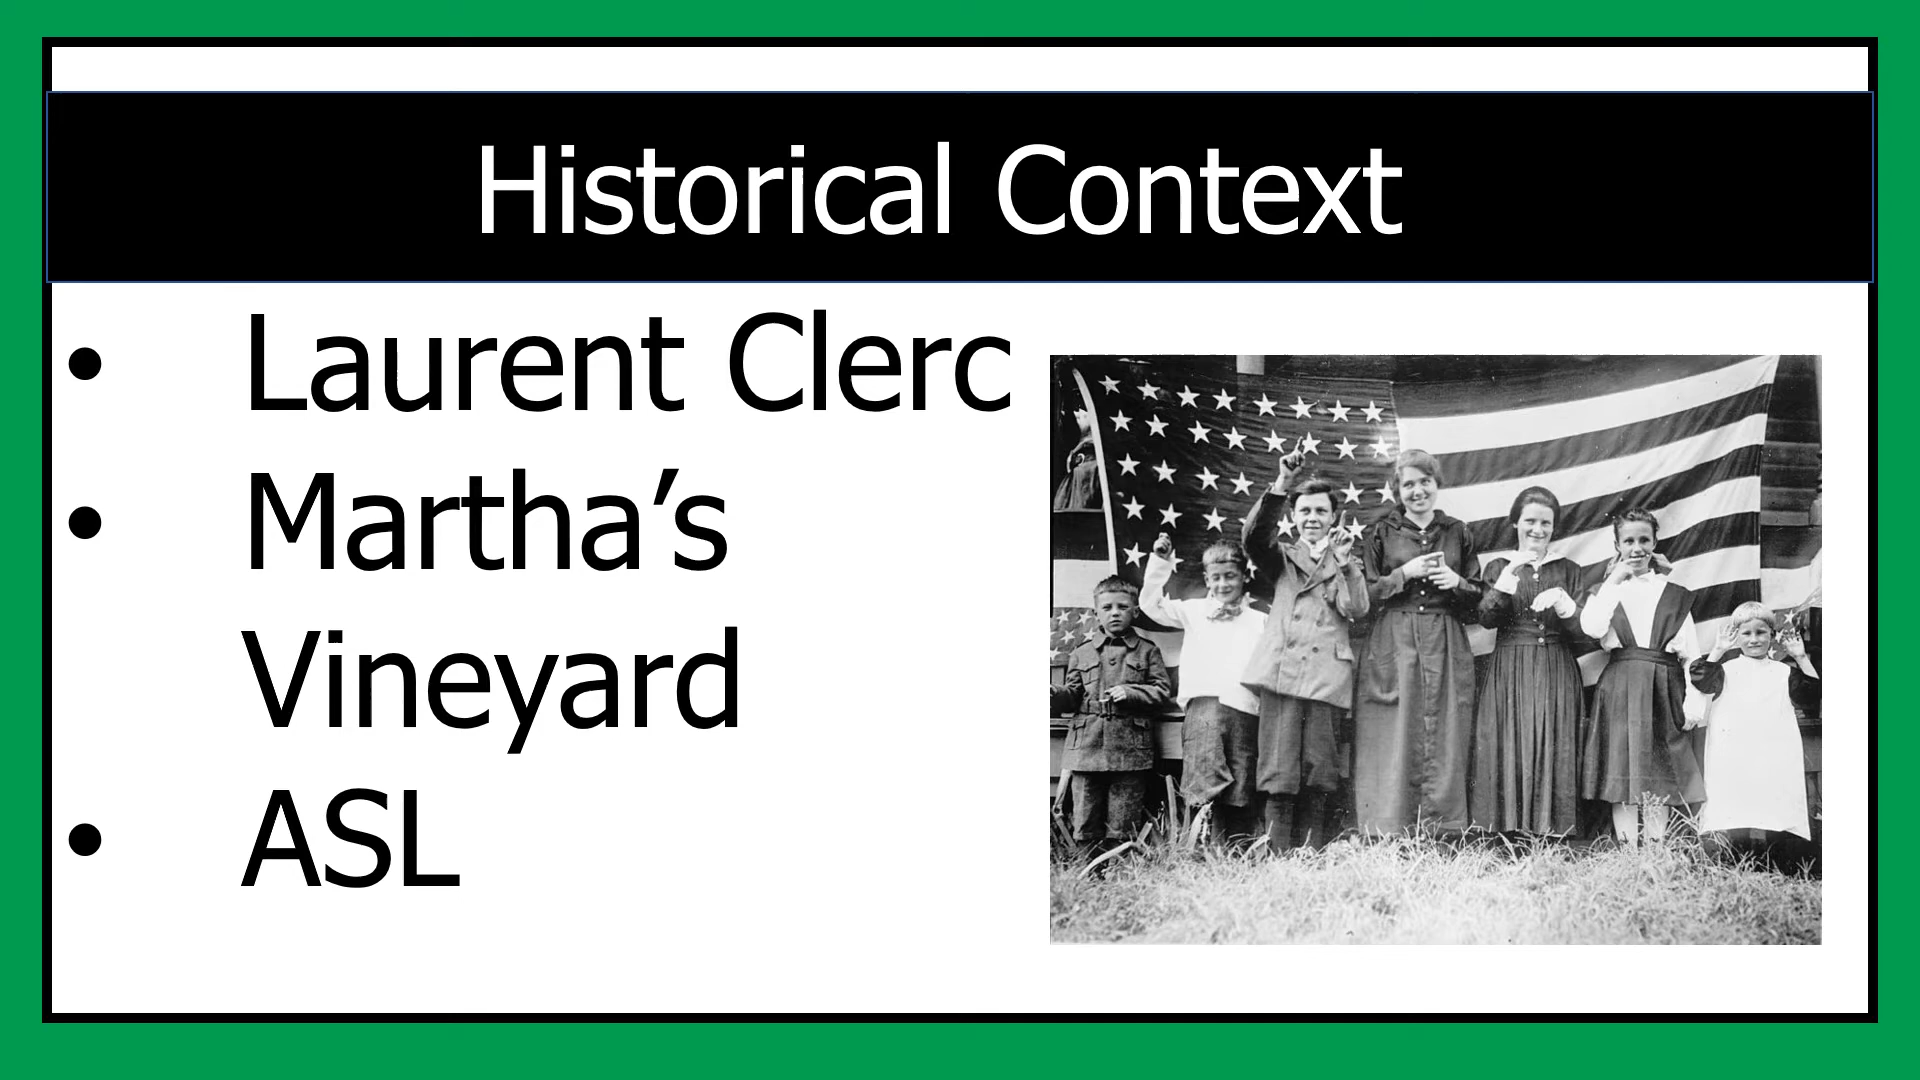 Historical Context
• Laurent Clerc
• Martha’s
Vineyard
• ASL